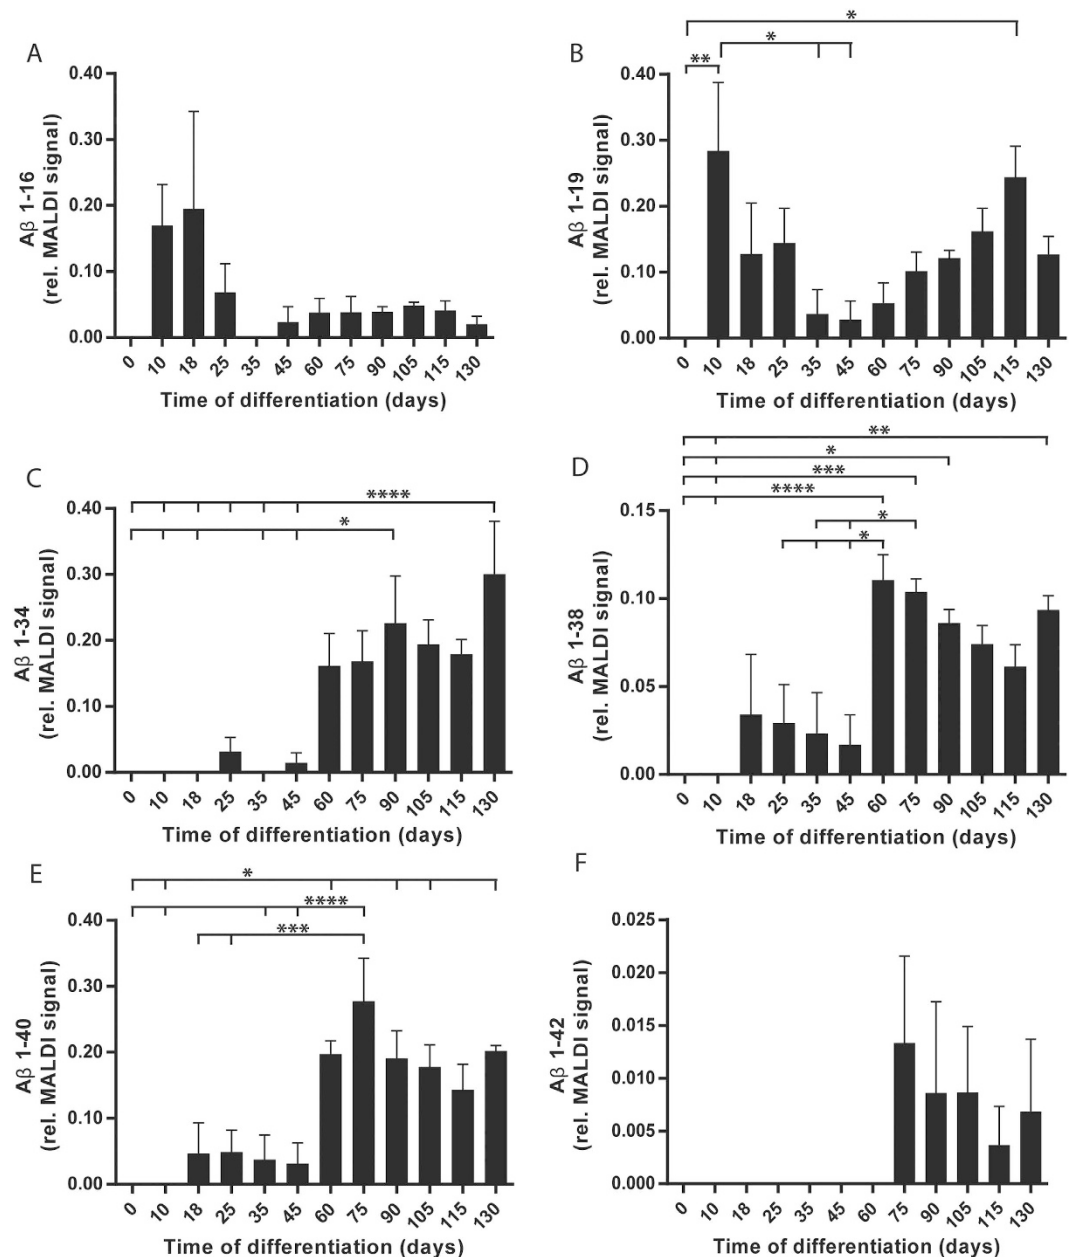 A
Aβ 1-16
(rel. MALDI signal)
0.40
0.30
0.20
0.10
0.00
0 10 18 25 35 45 60 75 90 105 115 130
Time of differentiation (days)
B
*
*
**
Aβ 1-19
(rel. MALDI signal)
0.40
0.30
0.20
0.10
0.00
0 10 18 25 35 45 60 75 90 105 115 130
Time of differentiation (days)
C
****
*
Aβ 1-34
(rel. MALDI signal)
0.40
0.30
0.20
0.10
0.00
0 10 18 25 35 45 60 75 90 105 115 130
Time of differentiation (days)
D
**
*
***
****
*
*
Aβ 1-38
(rel. MALDI signal)
0.15
0.10
0.05
0.00
0 10 18 25 35 45 60 75 90 105 115 130
Time of differentiation (days)
E
*
****
***
Aβ 1-40
(rel. MALDI signal)
0.40
0.30
0.20
0.10
0.00
0 10 18 25 35 45 60 75 90 105 115 130
Time of differentiation (days)
F
Aβ 1-42
(rel. MALDI signal)
0.025
0.020
0.015
0.010
0.005
0.000
0 10 18 25 35 45 60 75 90 105 115 130
Time of differentiation (days)